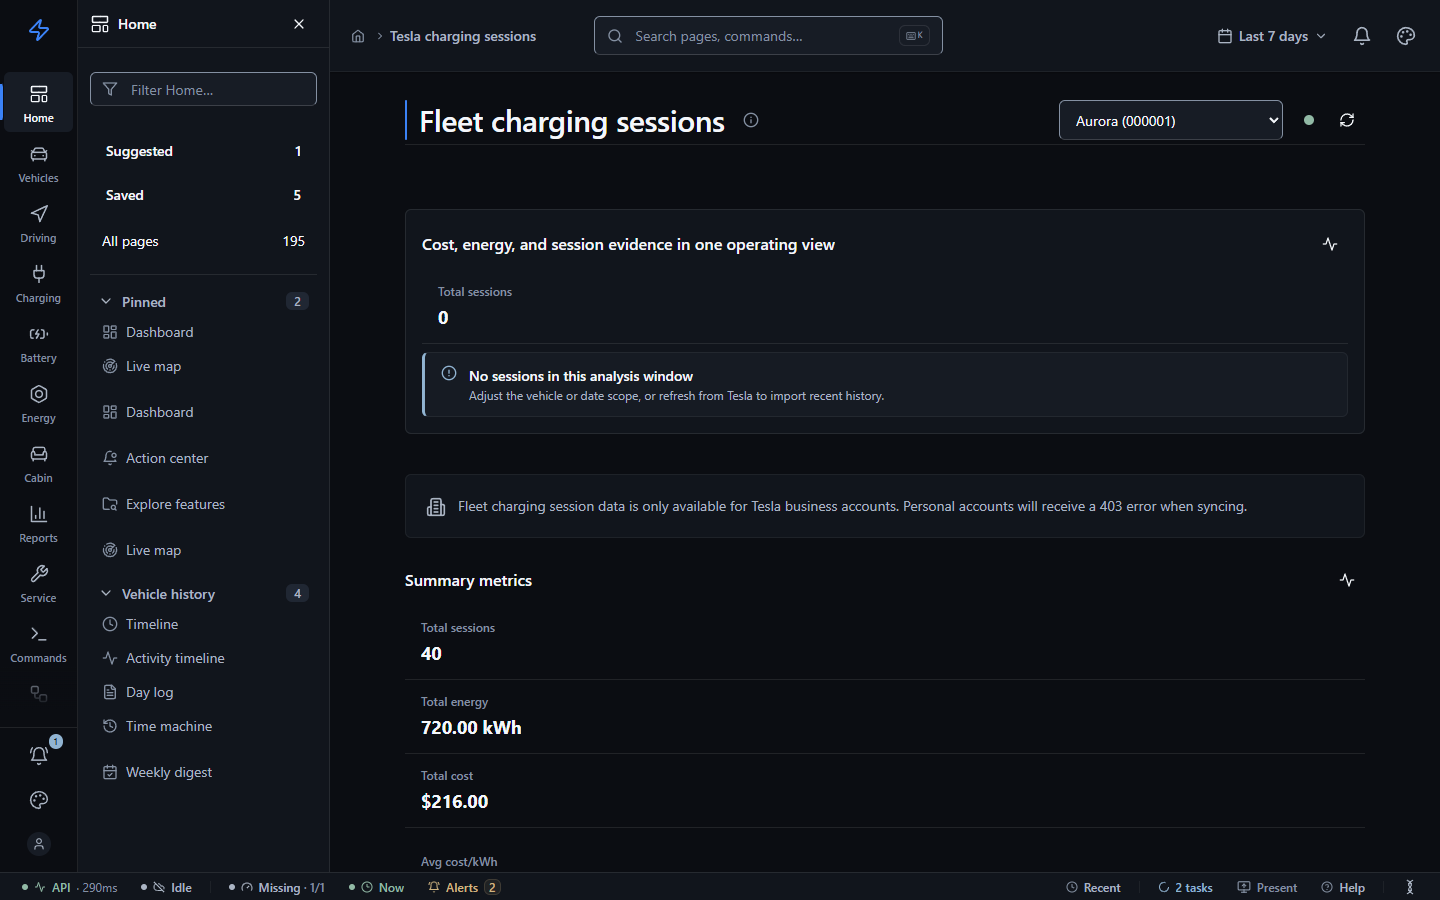 Home
Vehicles
Driving
Charging
Battery
Energy
Cabin
Reports
Service
Commands
1
Home
Filter Home...
Suggested 1
Saved 5
All pages 195
Pinned 2
Dashboard
Live map
Dashboard
Action center
Explore features
Live map
Vehicle history 4
Timeline
Activity timeline
Day log
Time machine
Weekly digest
Tesla charging sessions
Search pages, commands...
K
Last 7 days
Fleet charging sessions
Aurora (000001)
Cost, energy, and session evidence in one operating view
Total sessions
0
No sessions in this analysis window
Adjust the vehicle or date scope, or refresh from Tesla to import recent history.
Fleet charging session data is only available for Tesla business accounts. Personal accounts will receive a 403 error when syncing.
Summary metrics
Total sessions
40
Total energy
720.00 kWh
Total cost
$216.00
Avg cost/kWh
API · 290ms
Idle
Missing · 1/1
Now
Alerts 2
Recent
2 tasks
Present
Help